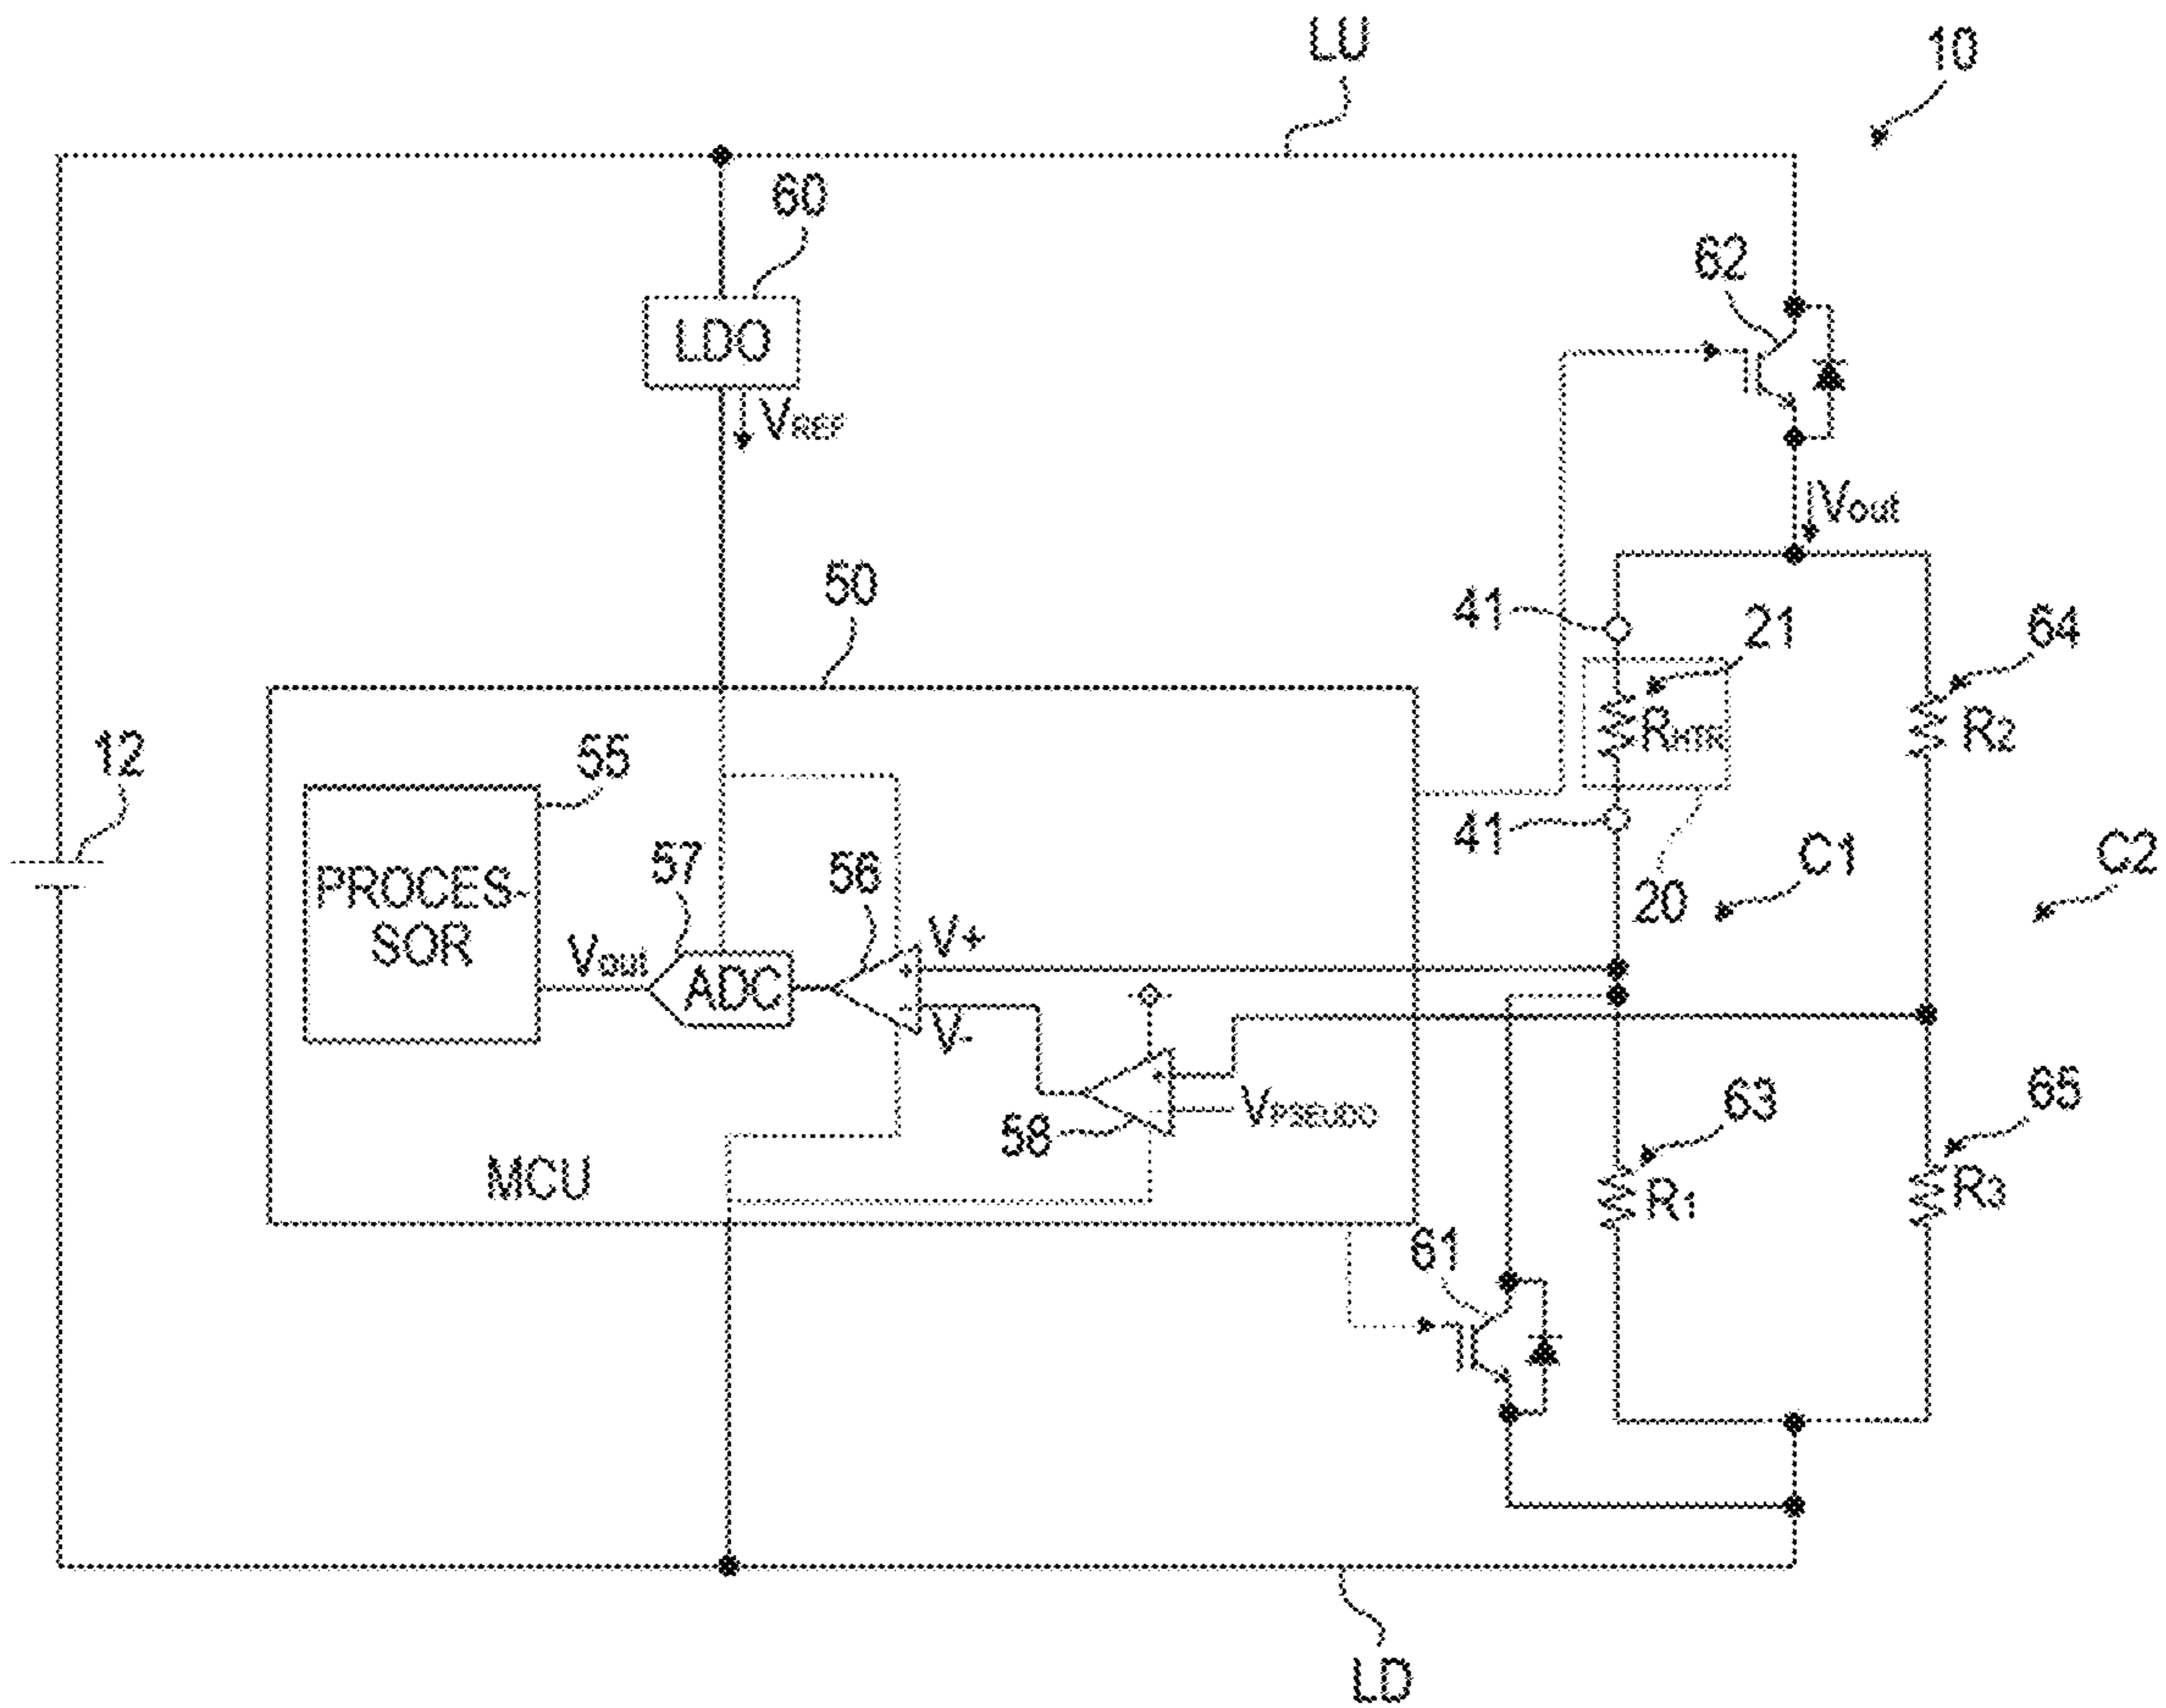 LU
10
60
62
LDO
VREF
Vout
50
41
21
64
RHTR
R2
12
55
41
57
56
C1
C2
PROCES-
SOR
20
V+
Vout
ADC
V-
VPSEUDO
58
63
65
MCU
R1
R3
61
LD